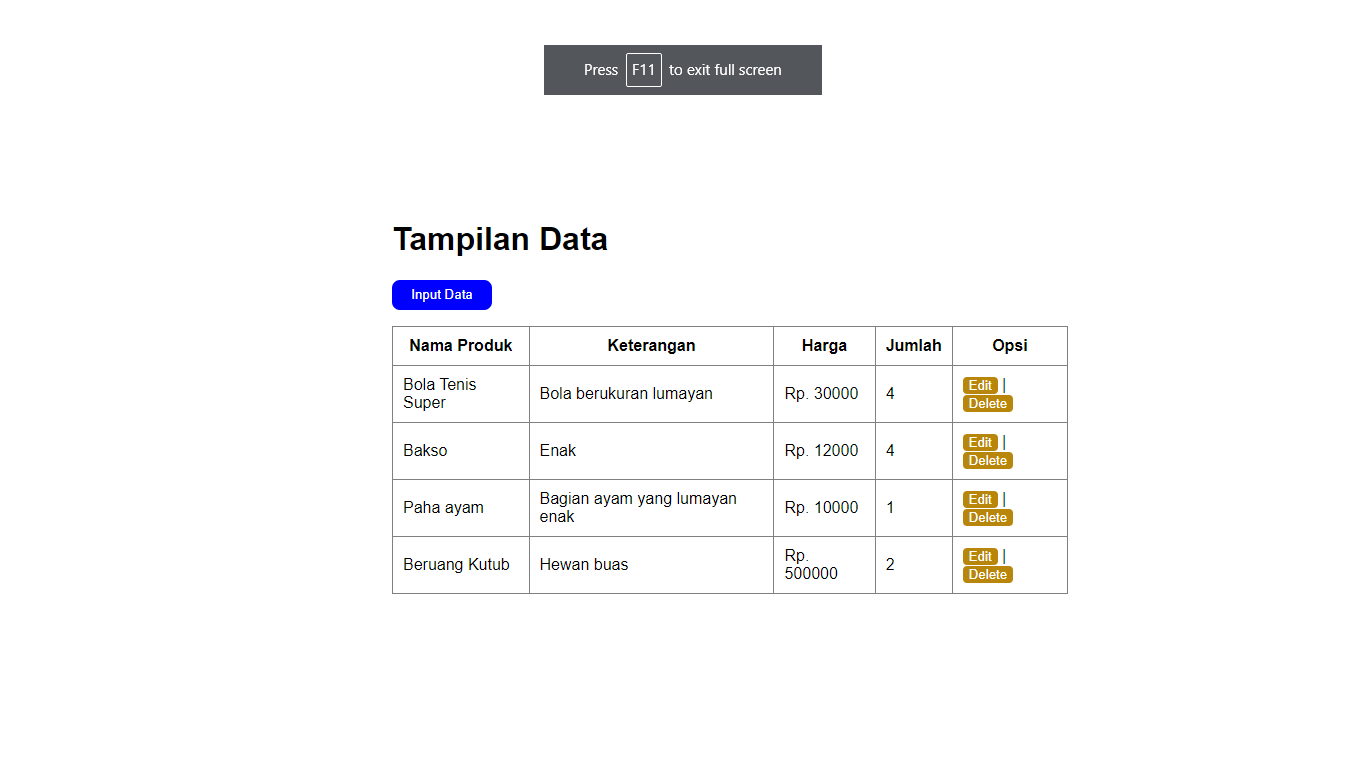 Press F11 to exit full screen
Tampilan Data
Input Data
Nama Produk Keterangan Harga Jumlah Opsi
Bola Tenis Super Bola berukuran lumayan Rp. 30000 4 Edit | Delete
Bakso Enak Rp. 12000 4 Edit | Delete
Paha ayam Bagian ayam yang lumayan enak Rp. 10000 1 Edit | Delete
Beruang Kutub Hewan buas Rp. 500000 2 Edit | Delete